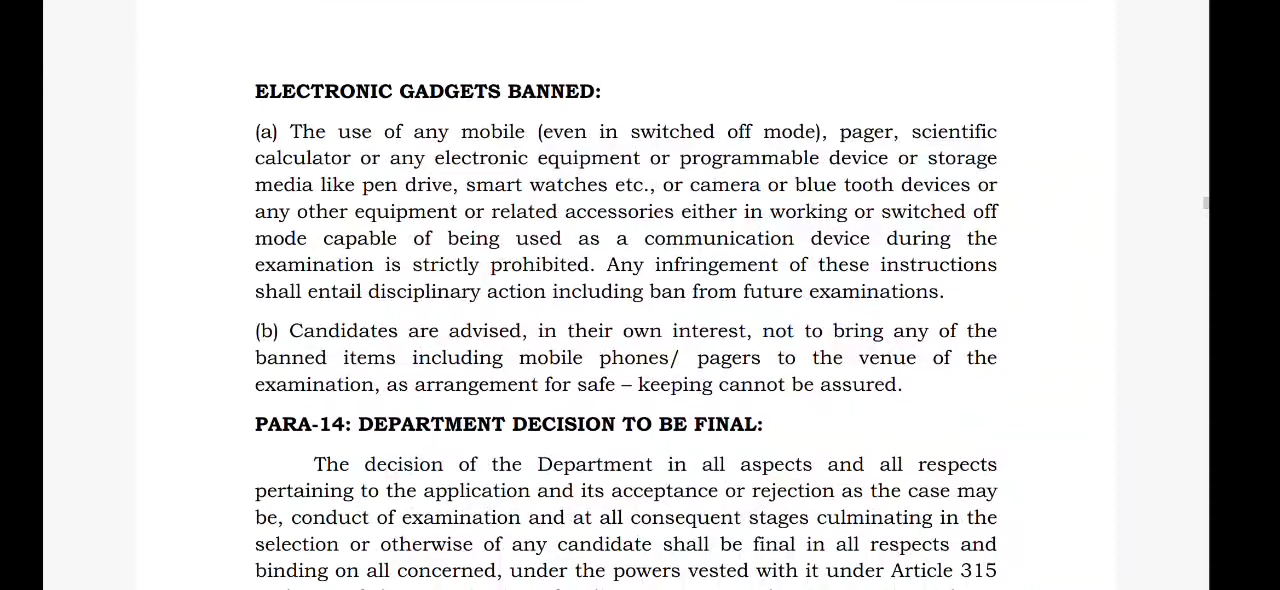 ELECTRONIC GADGETS BANNED:
(a) The use of any mobile (even in switched off mode), pager, scientific
calculator or any electronic equipment or programmable device or storage
media like pen drive, smart watches etc., or camera or blue tooth devices or
any other equipment or related accessories either in working or switched off
mode capable of being used as a communication device during the
examination is strictly prohibited. Any infringement of these instructions
shall entail disciplinary action including ban from future examinations.
(b) Candidates are advised, in their own interest, not to bring any of the
banned items including mobile phones/ pagers to the venue of the
examination, as arrangement for safe – keeping cannot be assured.
PARA-14: DEPARTMENT DECISION TO BE FINAL:
The decision of the Department in all aspects and all respects
pertaining to the application and its acceptance or rejection as the case may
be, conduct of examination and at all consequent stages culminating in the
selection or otherwise of any candidate shall be final in all respects and
binding on all concerned, under the powers vested with it under Article 315